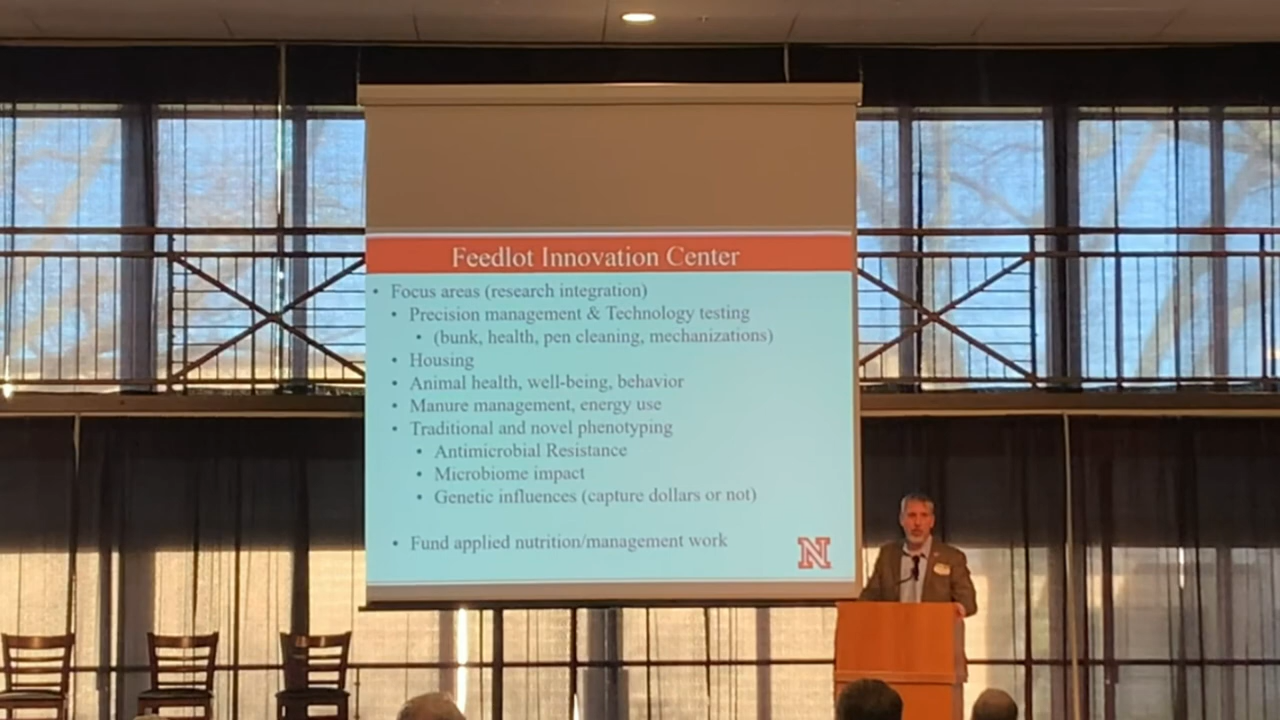 Feedlot Innovation Center
• Focus areas (research integration)
• Precision management & Technology testing
• (bunk, health, pen cleaning, mechanizations)
• Housing
• Animal health, well-being, behavior
• Manure management, energy use
• Traditional and novel phenotyping
• Antimicrobial Resistance
• Microbiome impact
• Genetic influences (capture dollars or not)
• Fund applied nutrition/management work
N